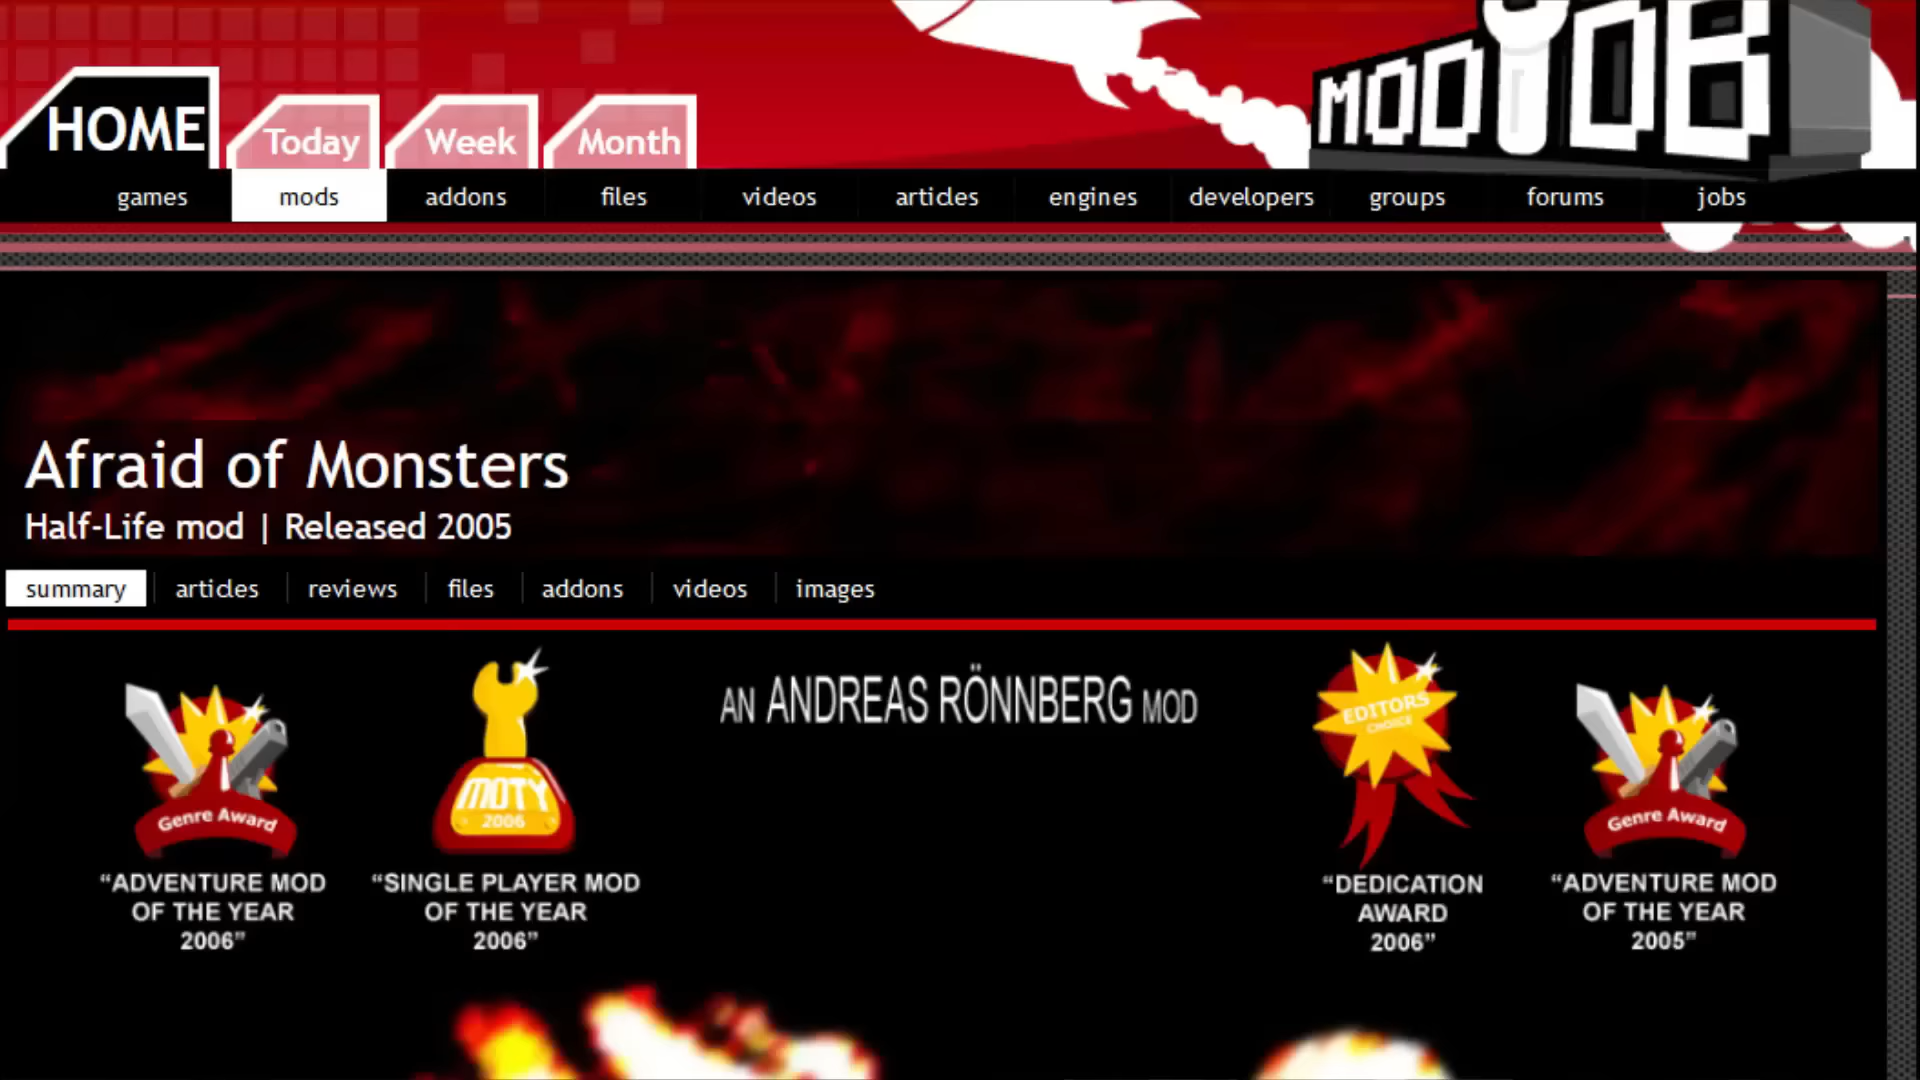 HOME
Today
Week
Month
MODDB
games
mods
addons
files
videos
articles
engines
developers
groups
forums
jobs
Afraid of Monsters
Half-Life mod | Released 2005
summary
articles
reviews
files
addons
videos
images
AN ANDREAS RÖNNBERG MOD
Genre Award
“ADVENTURE MOD
OF THE YEAR
2006”
MOTY
2006
“SINGLE PLAYER MOD
OF THE YEAR
2006”
EDITORS
CHOICE
“DEDICATION
AWARD
2006”
Genre Award
“ADVENTURE MOD
OF THE YEAR
2005”